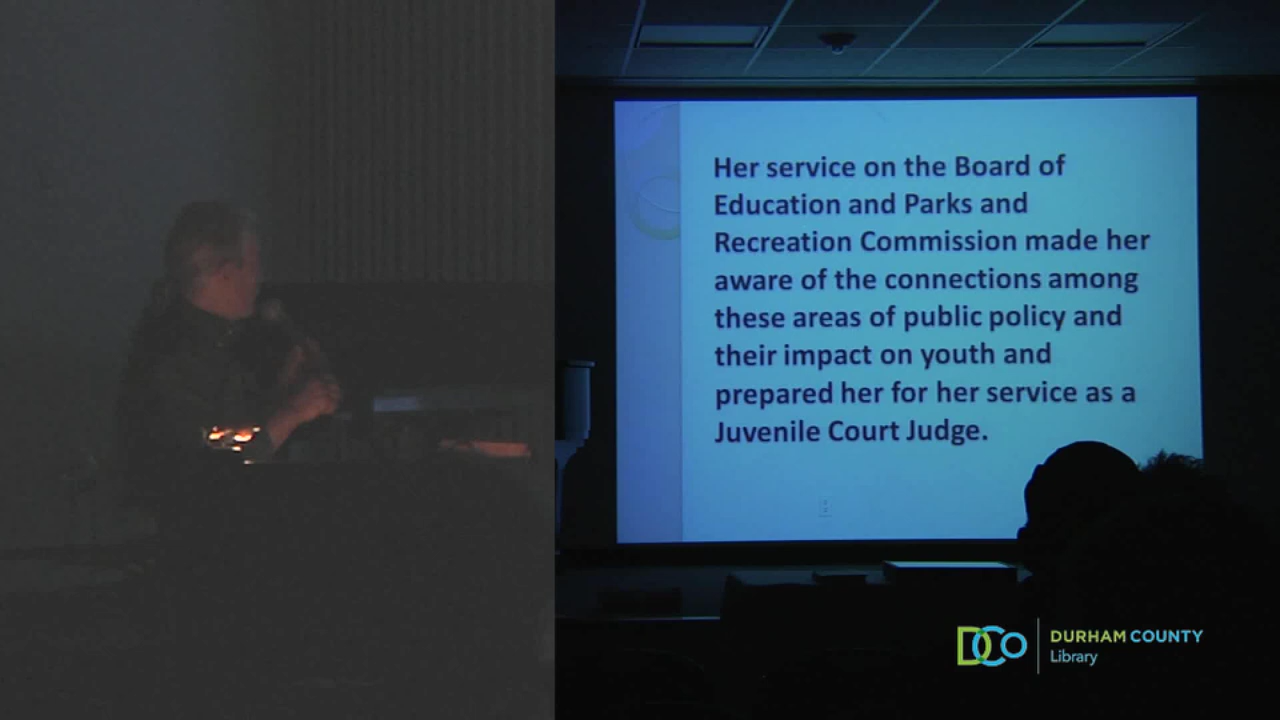 Her service on the Board of
Education and Parks and
Recreation Commission made her
aware of the connections among
these areas of public policy and
their impact on youth and
prepared her for her service as a
Juvenile Court Judge.
DCo
DURHAM COUNTY
Library